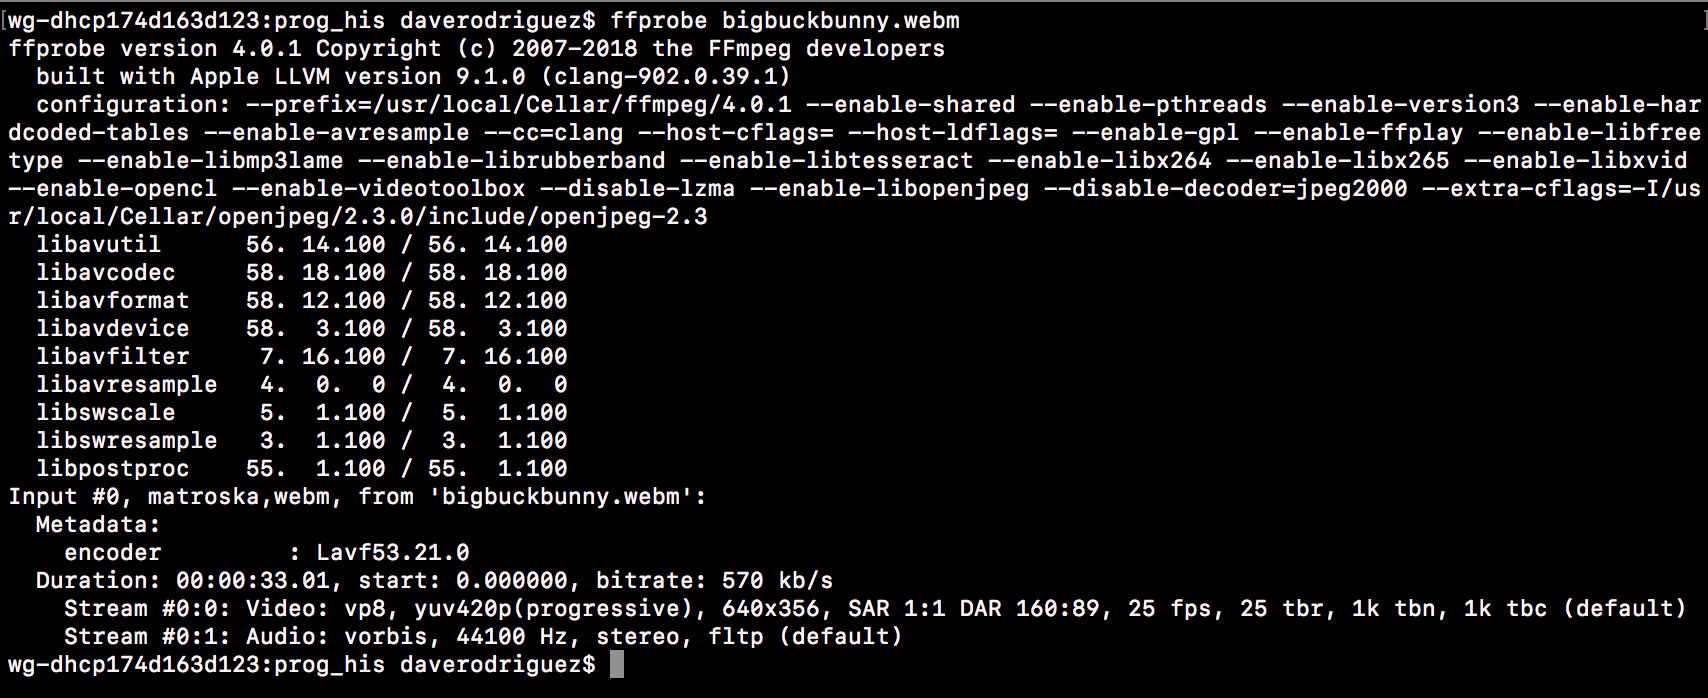 [wg-dhcp174d163d123:prog_his daverodriguez$ ffprobe bigbuckbunny.webm ]
ffprobe version 4.0.1 Copyright (c) 2007-2018 the FFmpeg developers
  built with Apple LLVM version 9.1.0 (clang-902.0.39.1)
  configuration: --prefix=/usr/local/Cellar/ffmpeg/4.0.1 --enable-shared --enable-pthreads --enable-version3 --enable-har
dcoded-tables --enable-avresample --cc=clang --host-cflags= --host-ldflags= --enable-gpl --enable-ffplay --enable-libfree
type --enable-libmp3lame --enable-librubberband --enable-libtesseract --enable-libx264 --enable-libx265 --enable-libxvid
--enable-opencl --enable-videotoolbox --disable-lzma --enable-libopenjpeg --disable-decoder=jpeg2000 --extra-cflags=-I/us
r/local/Cellar/openjpeg/2.3.0/include/openjpeg-2.3
  libavutil      56. 14.100 / 56. 14.100
  libavcodec     58. 18.100 / 58. 18.100
  libavformat    58. 12.100 / 58. 12.100
  libavdevice    58.  3.100 / 58.  3.100
  libavfilter     7. 16.100 /  7. 16.100
  libavresample   4.  0.  0 /  4.  0.  0
  libswscale      5.  1.100 /  5.  1.100
  libswresample   3.  1.100 /  3.  1.100
  libpostproc    55.  1.100 / 55.  1.100
Input #0, matroska,webm, from 'bigbuckbunny.webm':
  Metadata:
    encoder         : Lavf53.21.0
  Duration: 00:00:33.01, start: 0.000000, bitrate: 570 kb/s
    Stream #0:0: Video: vp8, yuv420p(progressive), 640x356, SAR 1:1 DAR 160:89, 25 fps, 25 tbr, 1k tbn, 1k tbc (default)
    Stream #0:1: Audio: vorbis, 44100 Hz, stereo, fltp (default)
wg-dhcp174d163d123:prog_his daverodriguez$